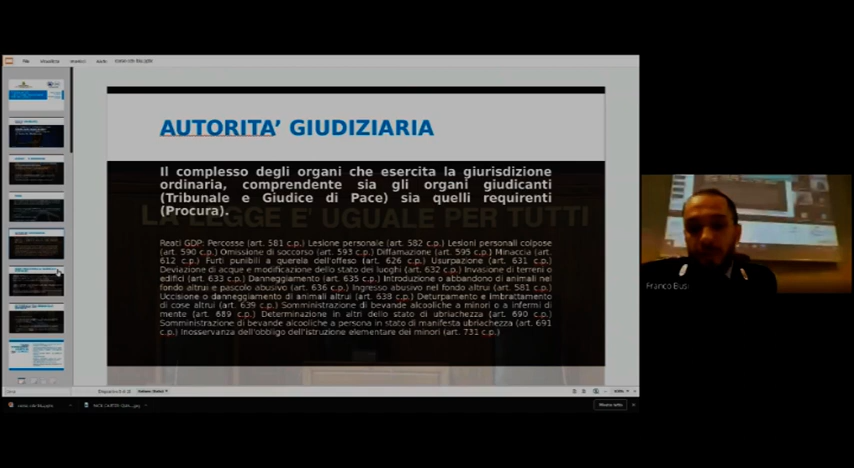 AUTORITA' GIUDIZIARIA
Il complesso degli organi che esercita la giurisdizione
ordinaria, comprendente sia gli organi giudicanti
(Tribunale e Giudice di Pace) sia quelli requirenti
(Procura).
LA LEGGE E' UGUALE PER TUTTI
Reati GDP: Percosse (art. 581 c.p.) Lesione personale (art. 582 c.p.) Lesioni personali colpose
(art. 590 c.p.) Omissione di soccorso (art. 593 c.p.) Diffamazione (art. 595 c.p.) Minaccia (art.
612 c.p.) Furti punibili a querela dell'offeso (art. 626 c.p.) Usurpazione (art. 631 c.p.)
Deviazione di acque e modificazione dello stato dei luoghi (art. 632 c.p.) Invasione di terreni o
edifici (art. 633 c.p.) Danneggiamento (art. 635 c.p.) Introduzione o abbandono di animali nel
fondo altrui e pascolo abusivo (art. 636 c.p.) Ingresso abusivo nel fondo altrui (art. 581 c.p.)
Uccisione o danneggiamento di animali altrui (art. 638 c.p.) Deturpamento e Imbrattamento
di cose altrui (art. 639 c.p.) Somministrazione di bevande alcooliche a minori o a infermi di
mente (art. 689 c.p.) Determinazione in altri dello stato di ubriachezza (art. 690 c.p.)
Somministrazione di bevande alcooliche a persona in stato di manifesta ubriachezza (art. 691
c.p.) Inosservanza dell'obbligo dell'istruzione elementare dei minori (art. 731 c.p.)
Franco Busi
Mostra tutto